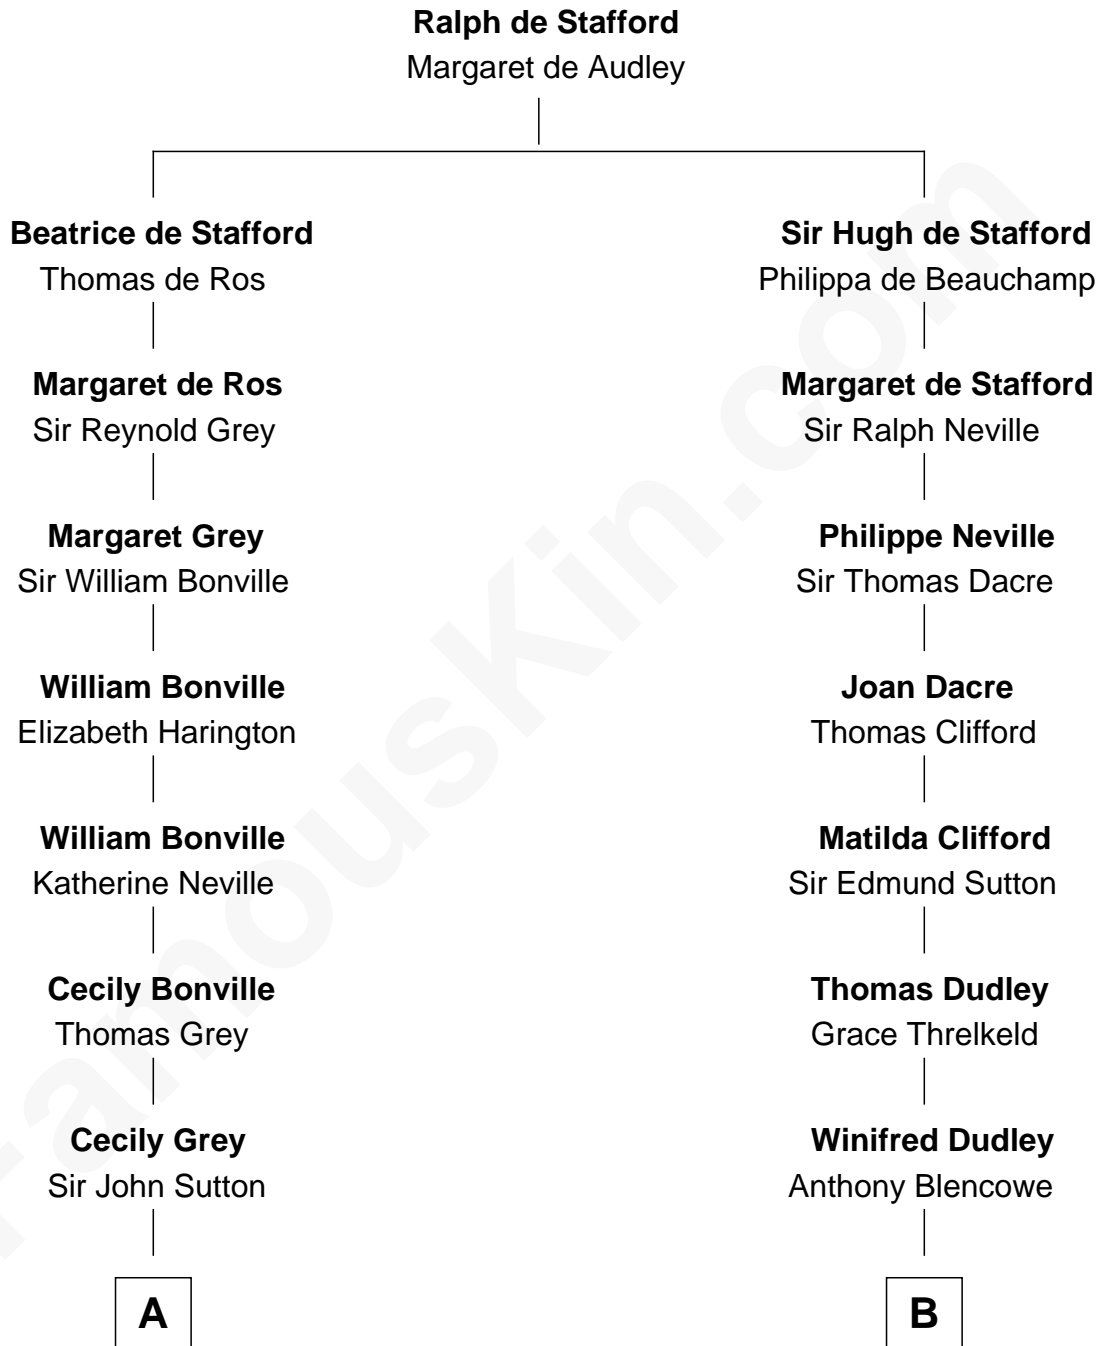 Ralph de Stafford
Margaret de Audley
Beatrice de Stafford
Thomas de Ros
Sir Hugh de Stafford
Philippa de Beauchamp
Margaret de Ros
Sir Reynold Grey
Margaret de Stafford
Sir Ralph Neville
Margaret Grey
Sir William Bonville
Philippe Neville
Sir Thomas Dacre
William Bonville
Elizabeth Harington
Joan Dacre
Thomas Clifford
William Bonville
Katherine Neville
Matilda Clifford
Sir Edmund Sutton
Cecily Bonville
Thomas Grey
Thomas Dudley
Grace Threlkeld
Cecily Grey
Sir John Sutton
Winifred Dudley
Anthony Blencowe
A
B
FamousKin.com